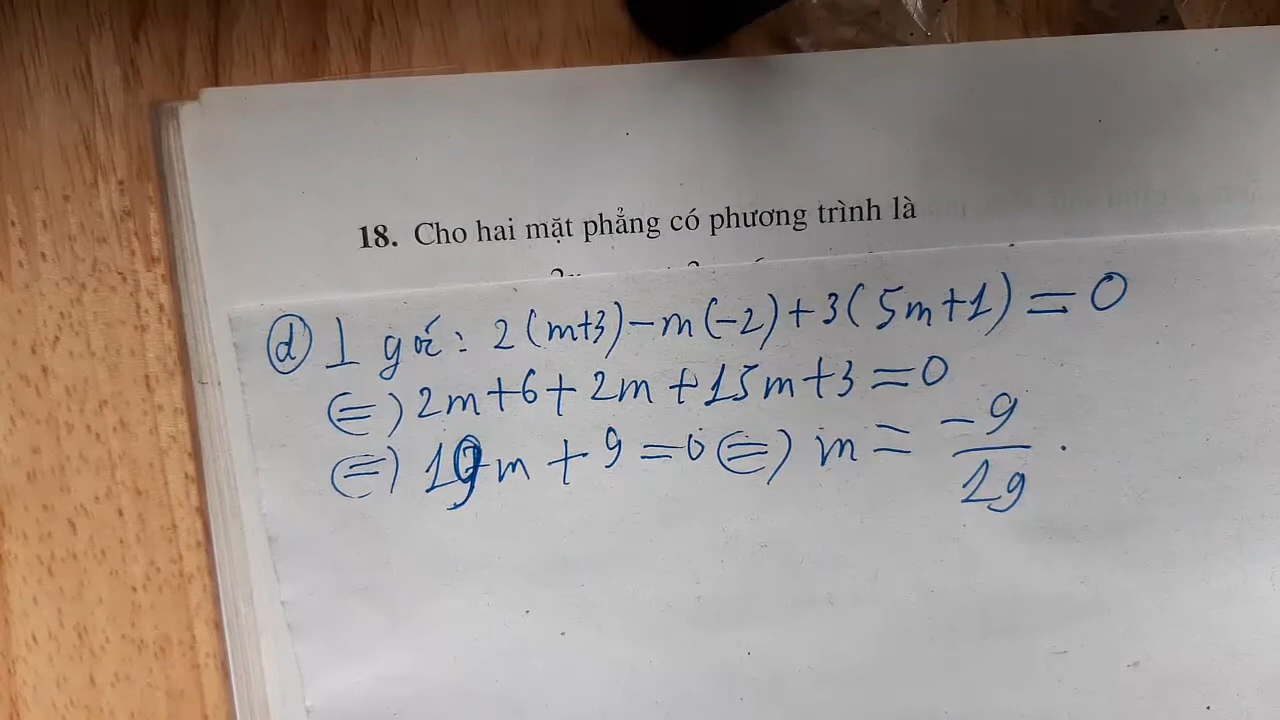 18. Cho hai mặt phẳng có phương trình là
ⓓ ⊥ góc: 2(m+3)-m(-2)+3(5m+1)=0
⇔ 2m+6+2m+15m+3=0
⇔ 19m+9=0 ⇔ m = -9/19.